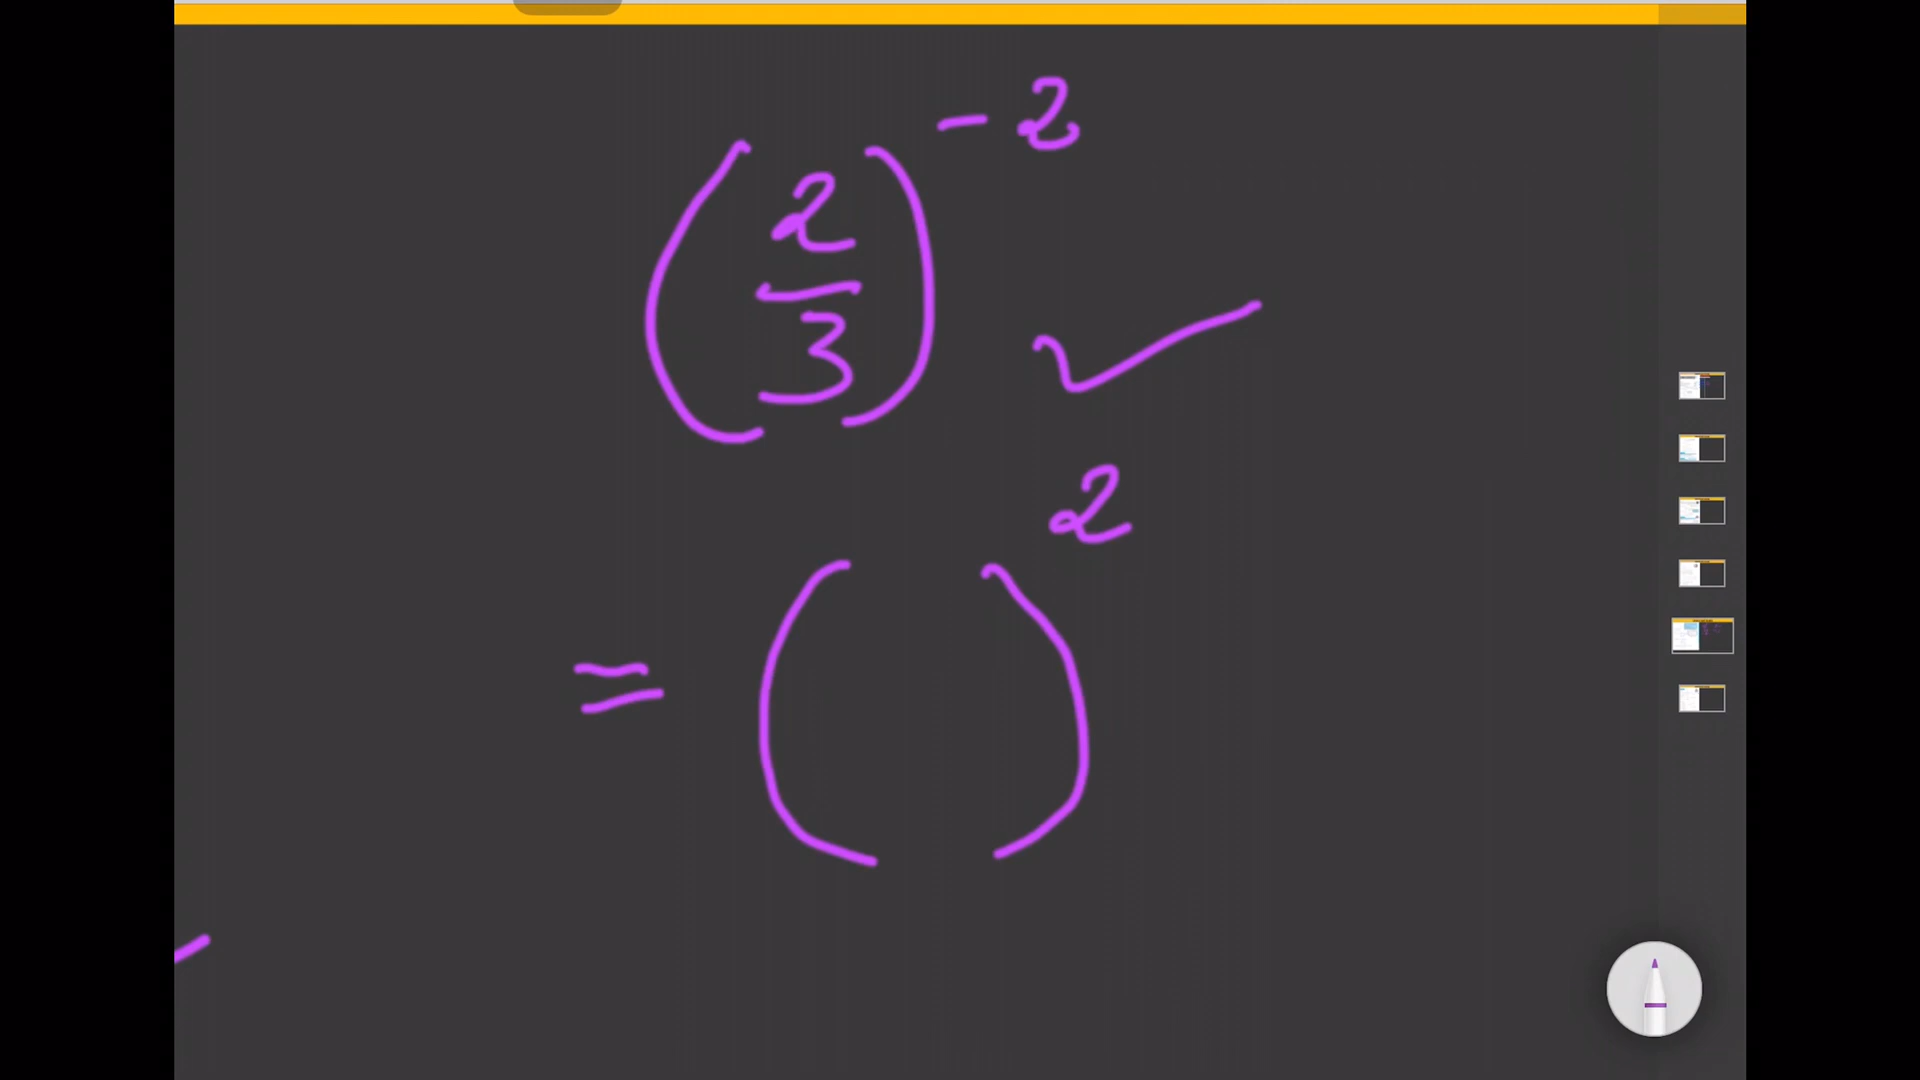 (2/3)^-2 ✓
= ( )^2